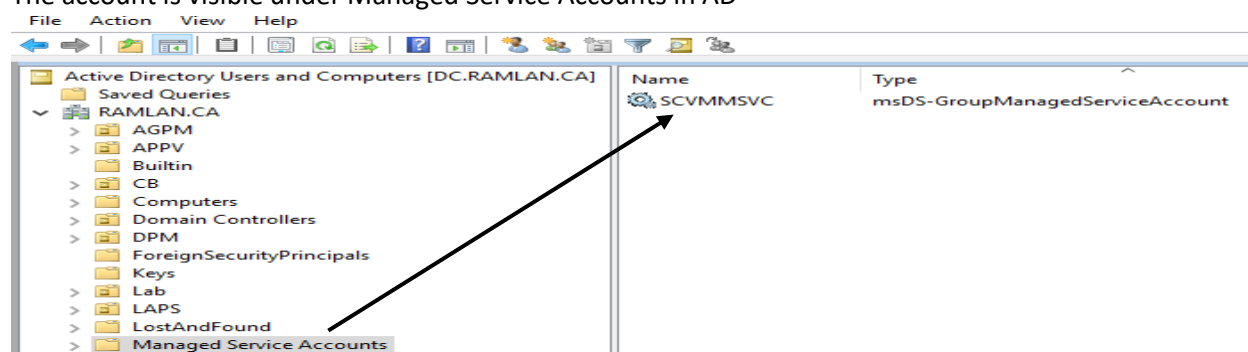 The account is visible under Managed Service Accounts in AD
File Action View Help
Active Directory Users and Computers [DC.RAMLAN.CA]
Saved Queries
RAMLAN.CA
AGPM
APPV
Builtin
CB
Computers
Domain Controllers
DPM
ForeignSecurityPrincipals
Keys
Lab
LAPS
LostAndFound
Managed Service Accounts
Name Type
SCVMMSVC msDS-GroupManagedServiceAccount